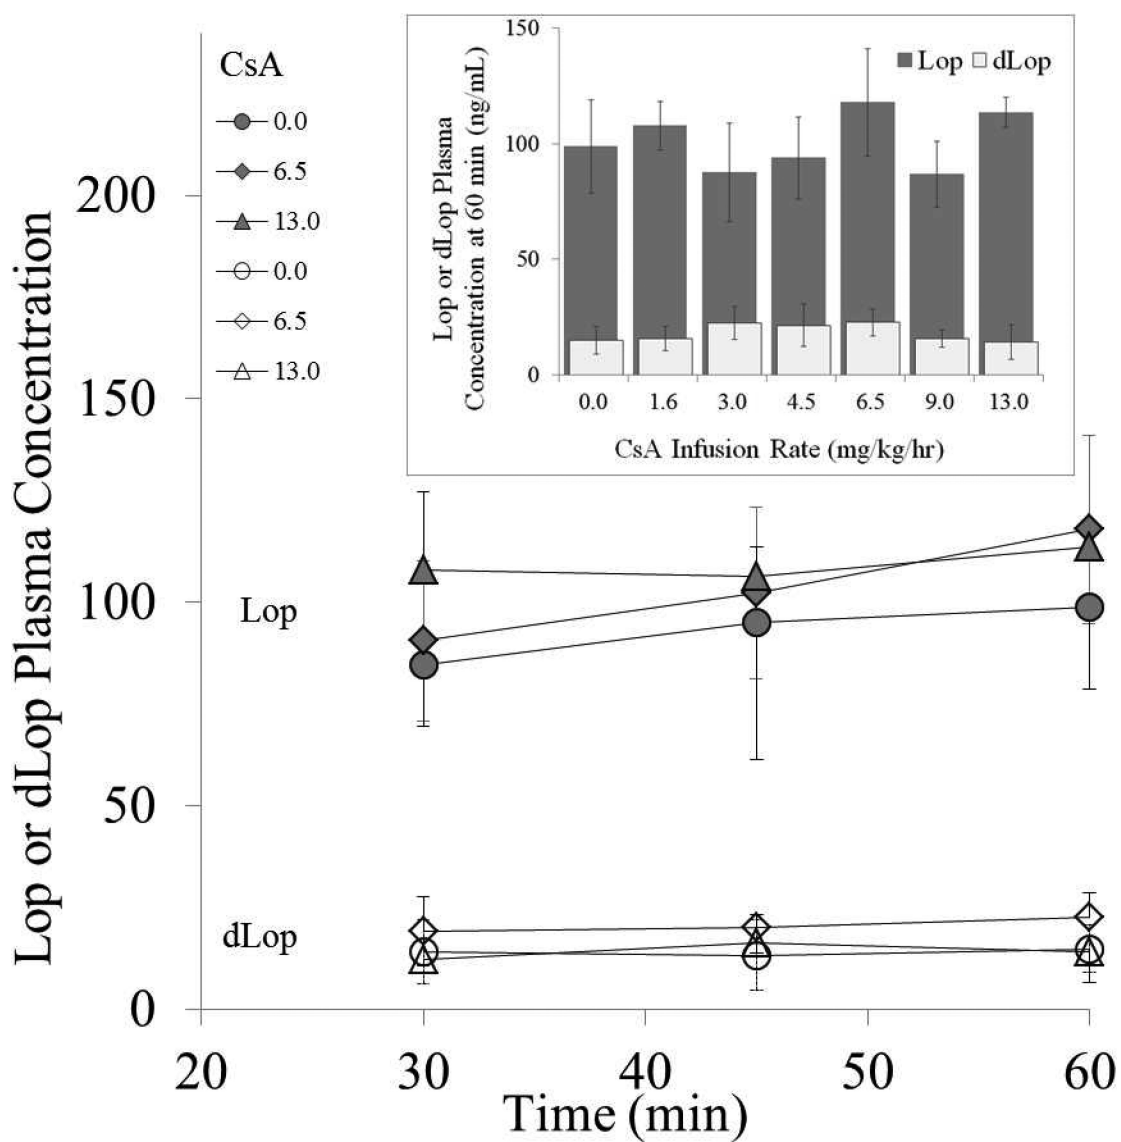 CsA
0.0
6.5
13.0
0.0
6.5
13.0
Lop or dLop Plasma Concentration
200
150
100
50
0
Lop
dLop
20 30 40 50 60
Time (min)
Lop or dLop Plasma
Concentration at 60 min (ng/mL)
150
100
50
0
Lop dLop
0.0 1.6 3.0 4.5 6.5 9.0 13.0
CsA Infusion Rate (mg/kg/hr)